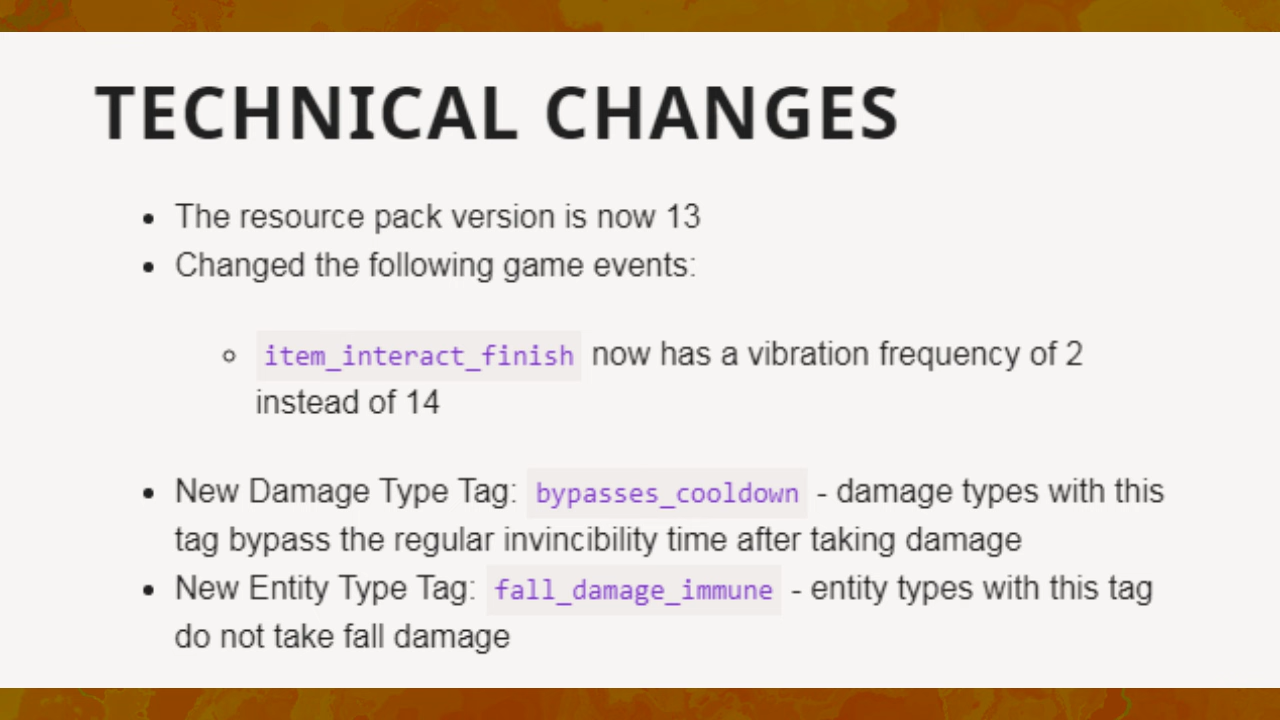 TECHNICAL CHANGES
• The resource pack version is now 13
• Changed the following game events:
◦ item_interact_finish now has a vibration frequency of 2
instead of 14
• New Damage Type Tag: bypasses_cooldown - damage types with this
tag bypass the regular invincibility time after taking damage
• New Entity Type Tag: fall_damage_immune - entity types with this tag
do not take fall damage